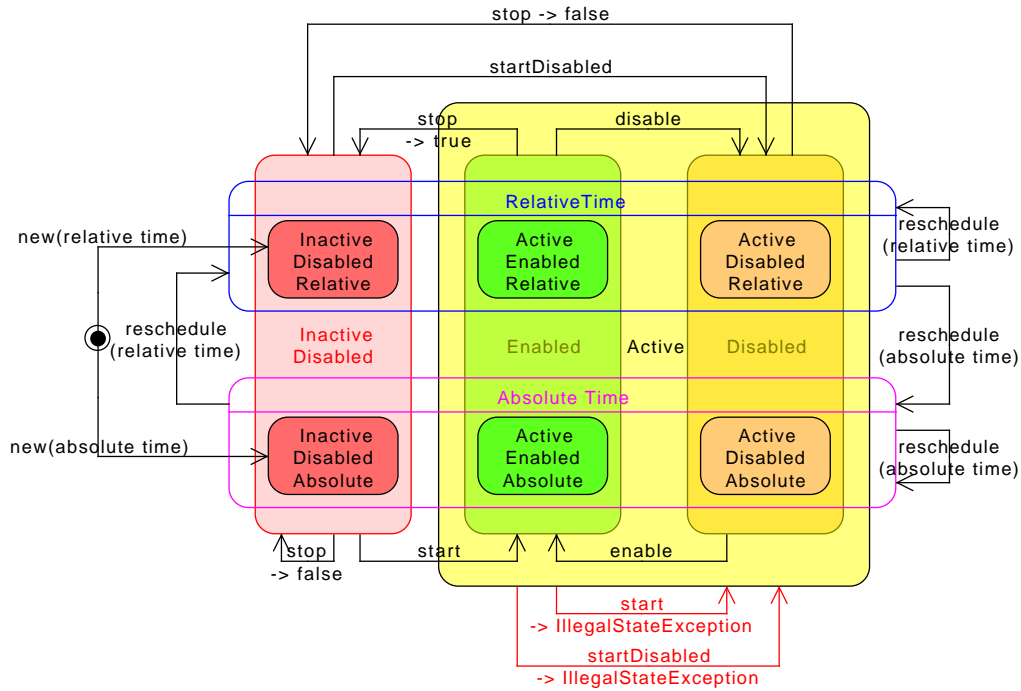 stop -> false
startDisabled
stop
-> true
disable
RelativeTime
new(relative time)
Inactive
Disabled
Relative
Active
Enabled
Relative
Active
Disabled
Relative
reschedule
(relative time)
reschedule
(relative time)
Inactive
Disabled
Enabled
Active
Disabled
reschedule
(absolute time)
Absolute Time
new(absolute time)
Inactive
Disabled
Absolute
Active
Enabled
Absolute
Active
Disabled
Absolute
reschedule
(absolute time)
stop
-> false
start
enable
start
-> IllegalStateException
startDisabled
-> IllegalStateException